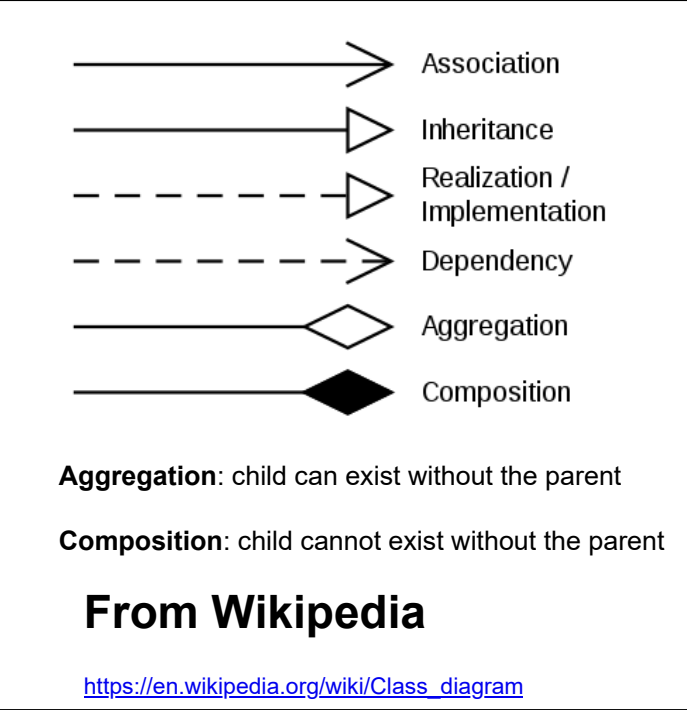 Association
Inheritance
Realization /
Implementation
Dependency
Aggregation
Composition
Aggregation: child can exist without the parent
Composition: child cannot exist without the parent
From Wikipedia
https://en.wikipedia.org/wiki/Class_diagram